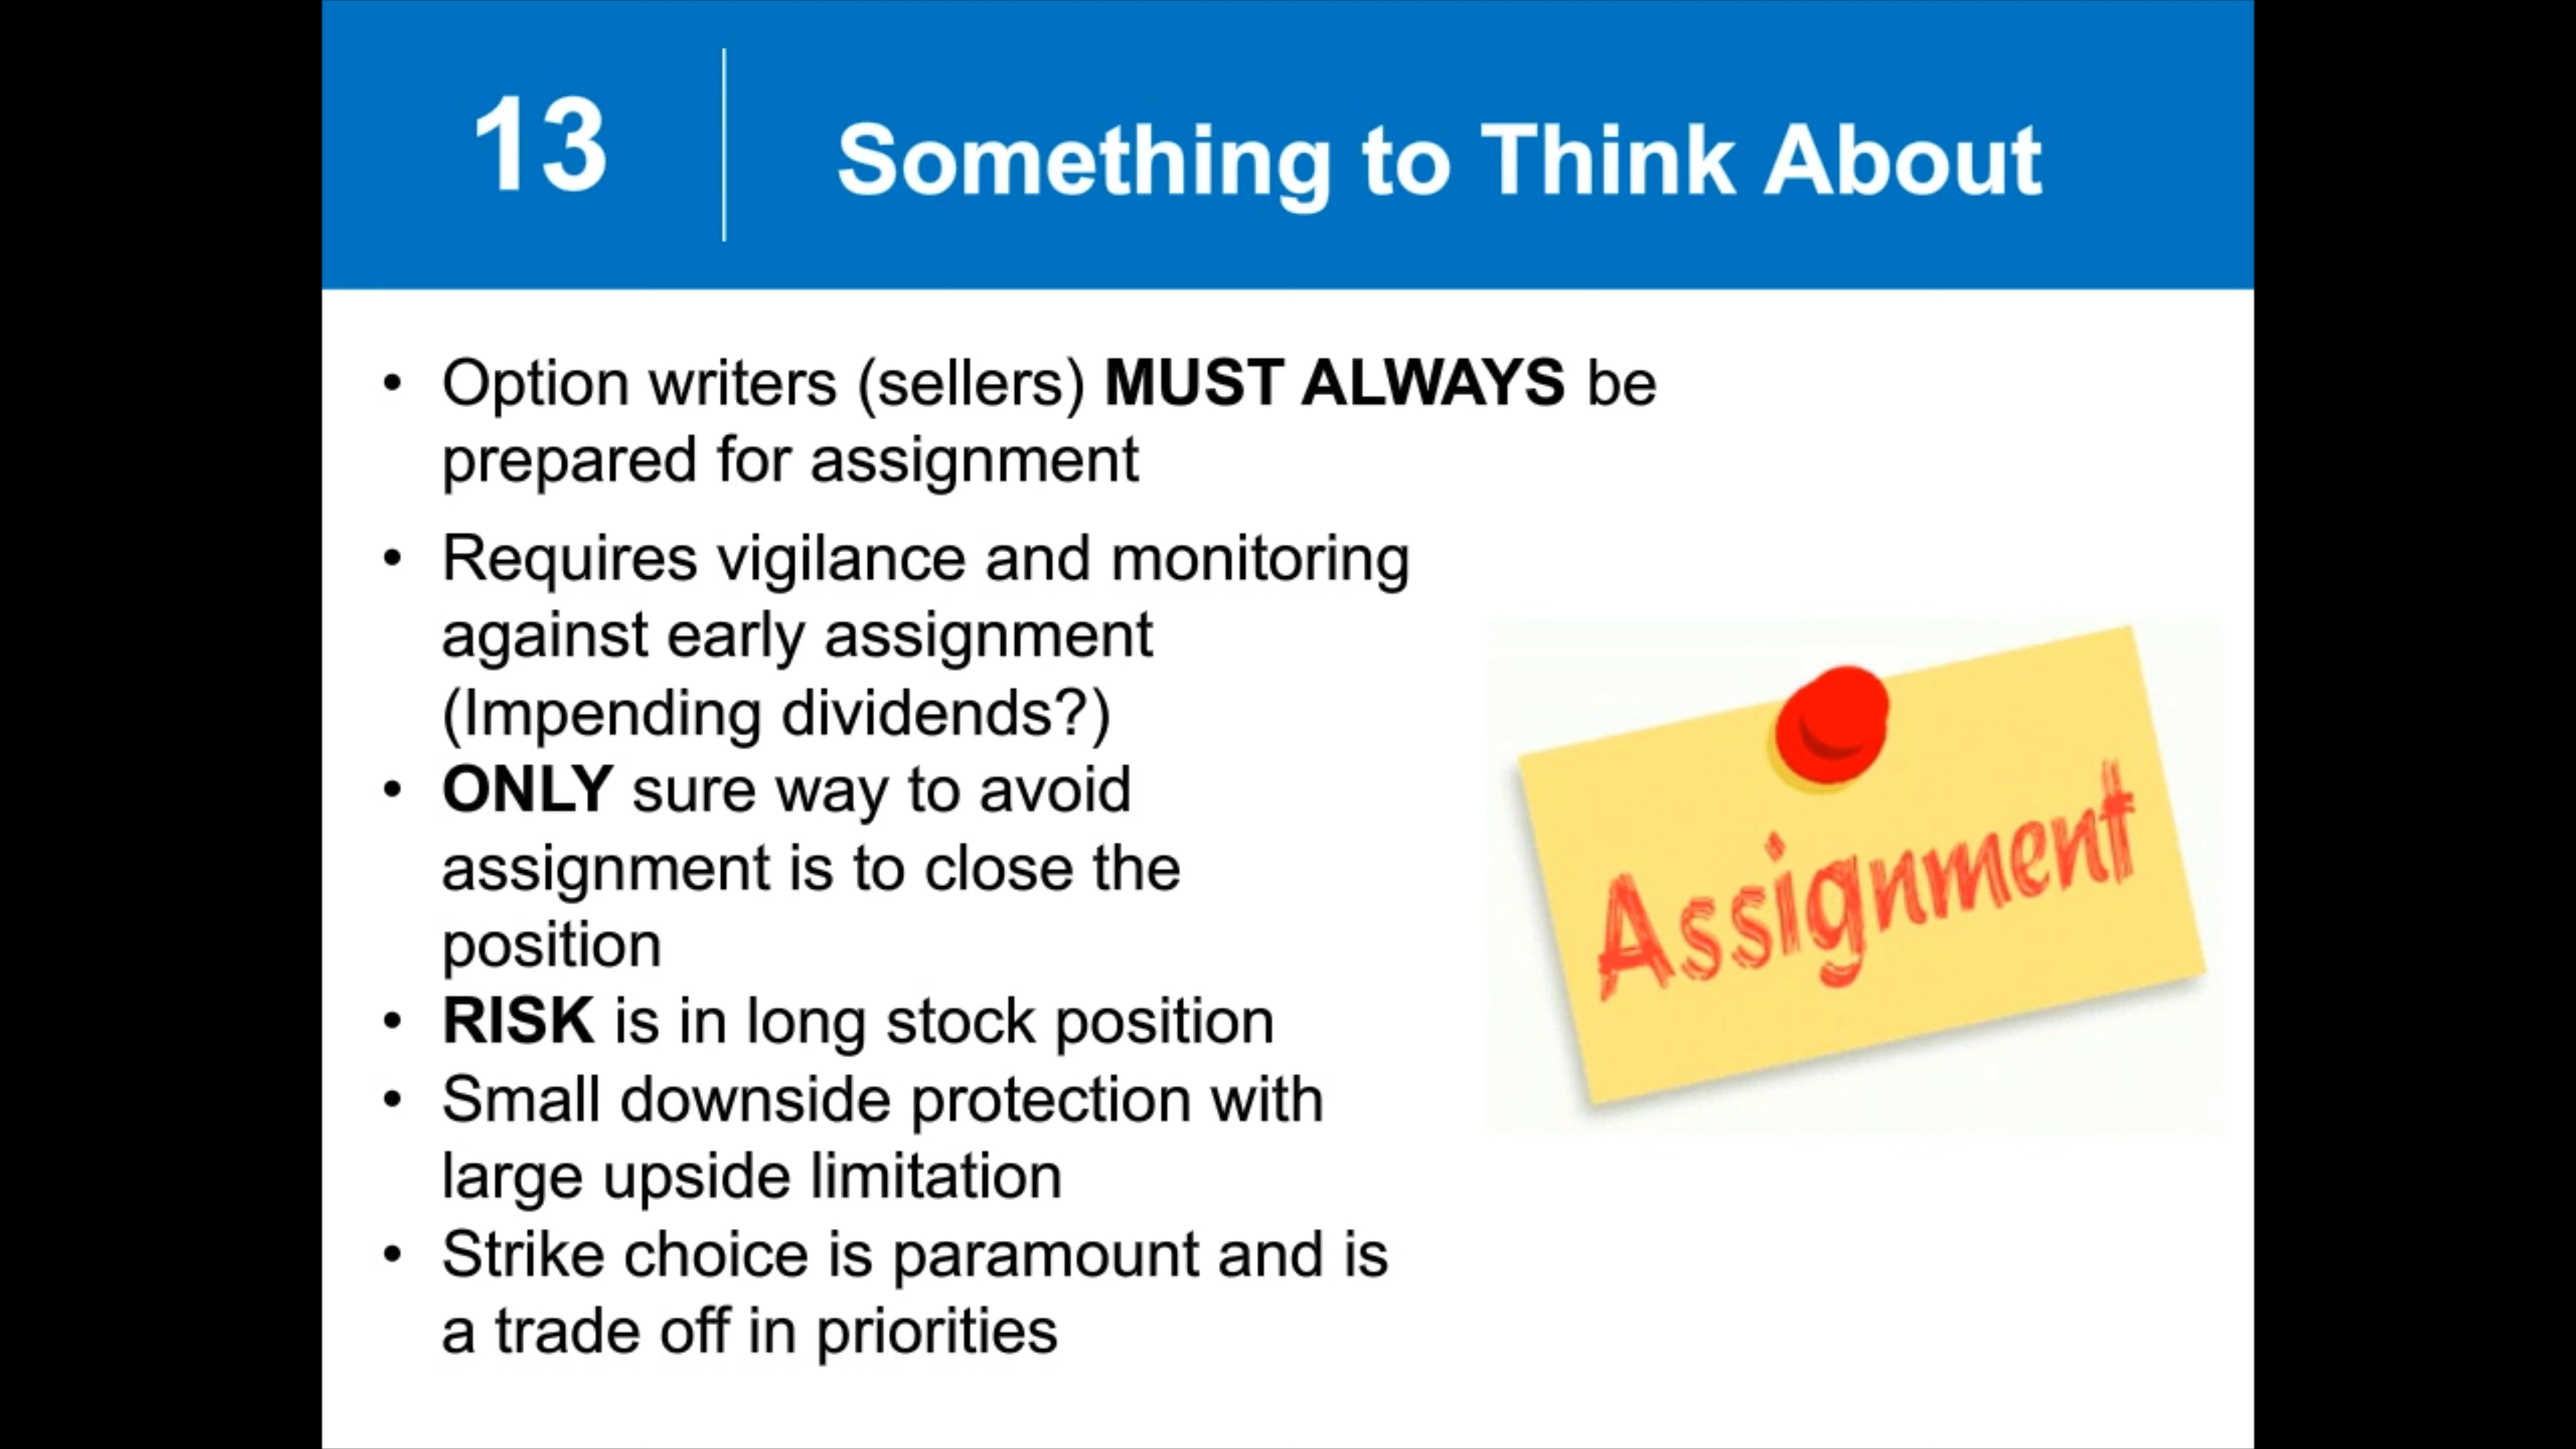 13
Something to Think About
• Option writers (sellers) MUST ALWAYS be
prepared for assignment
• Requires vigilance and monitoring
against early assignment
(Impending dividends?)
• ONLY sure way to avoid
assignment is to close the
position
• RISK is in long stock position
• Small downside protection with
large upside limitation
• Strike choice is paramount and is
a trade off in priorities
Assignment